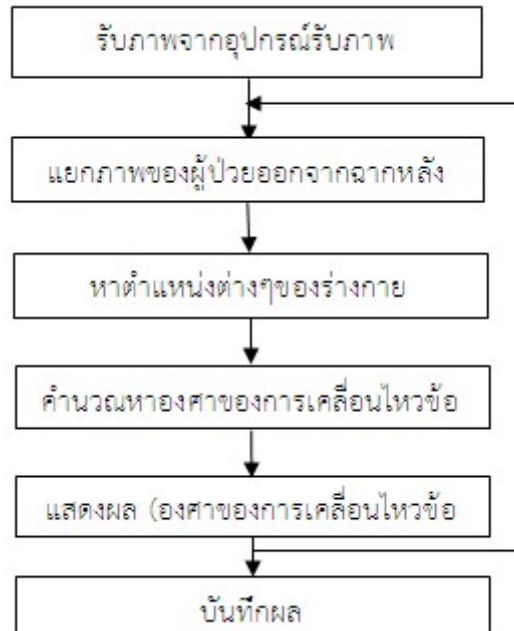 รับภาพจากอุปกรณ์รับภาพ
แยกภาพของผู้ป่วยออกจากฉากหลัง
หาตำแหน่งต่างๆของร่างกาย
คำนวณหาองศาของการเคลื่อนไหวข้อ
แสดงผล (องศาของการเคลื่อนไหวข้อ
บันทึกผล